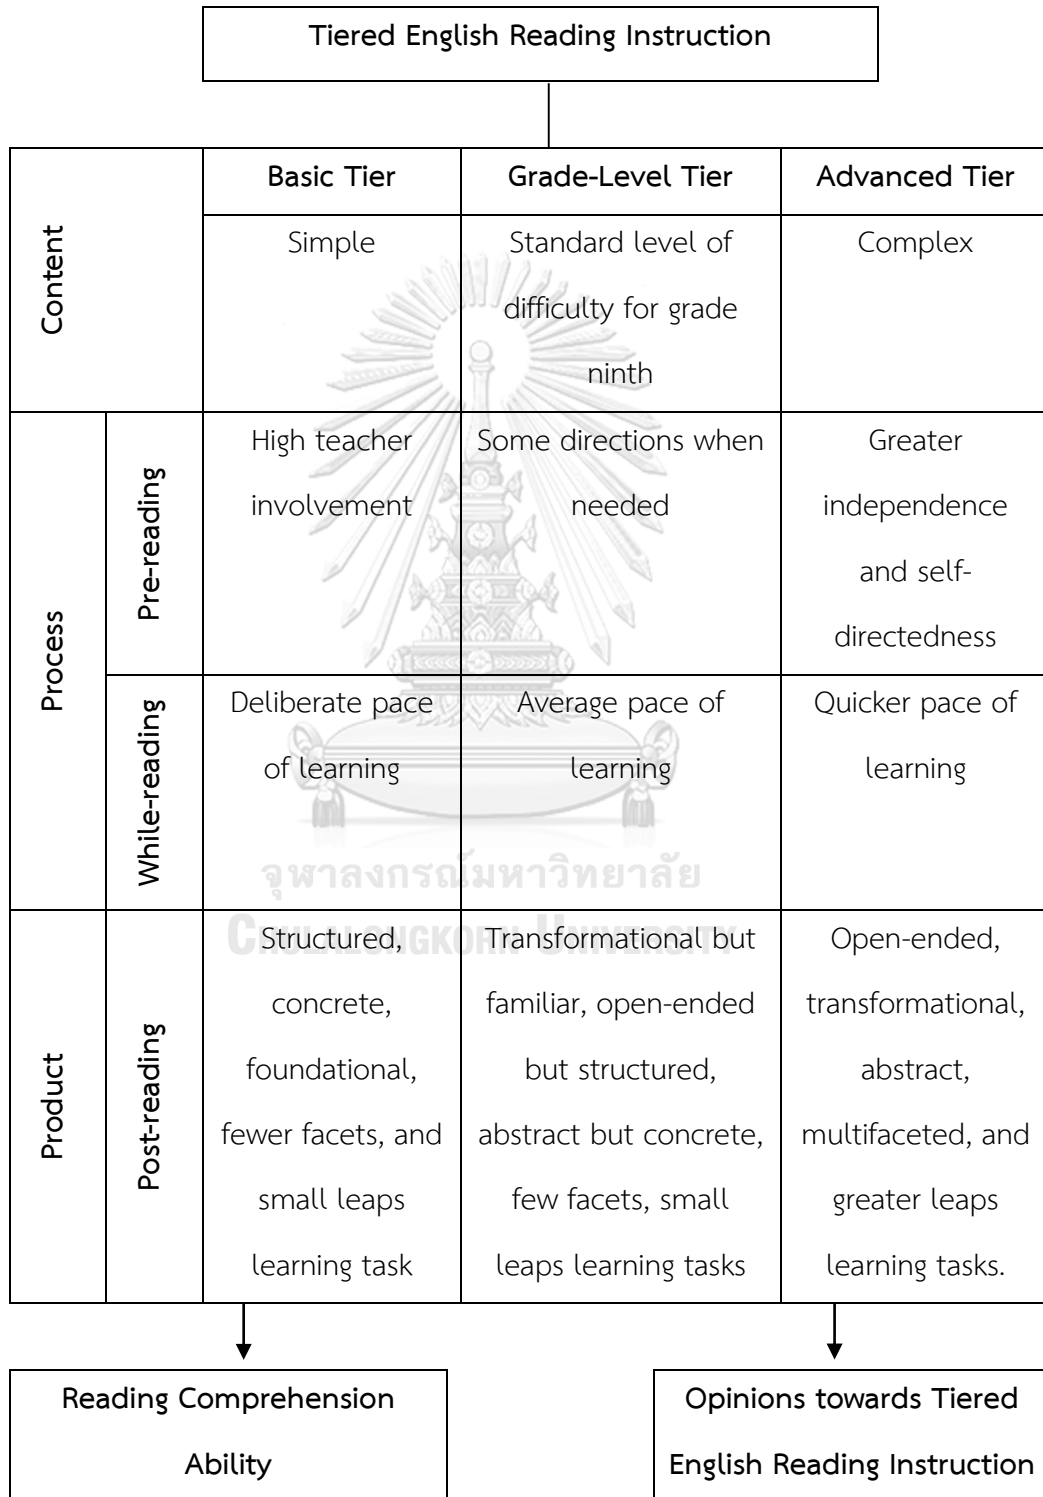 Tiered English Reading Instruction
Basic Tier
Grade-Level Tier
Advanced Tier
Content
Simple
Standard level of
difficulty for grade
ninth
Complex
Process
Pre-reading
High teacher
involvement
Some directions when
needed
Greater
independence
and self-
directedness
While-reading
Deliberate pace
of learning
Average pace of
learning
Quicker pace of
learning
จุฬาลงกรณ์มหาวิทยาลัย
CHULALONGKORN UNIVERSITY
Product
Post-reading
Structured,
concrete,
foundational,
fewer facets, and
small leaps
learning task
Transformational but
familiar, open-ended
but structured,
abstract but concrete,
few facets, small
leaps learning tasks
Open-ended,
transformational,
abstract,
multifaceted, and
greater leaps
learning tasks.
Reading Comprehension
Ability
Opinions towards Tiered
English Reading Instruction